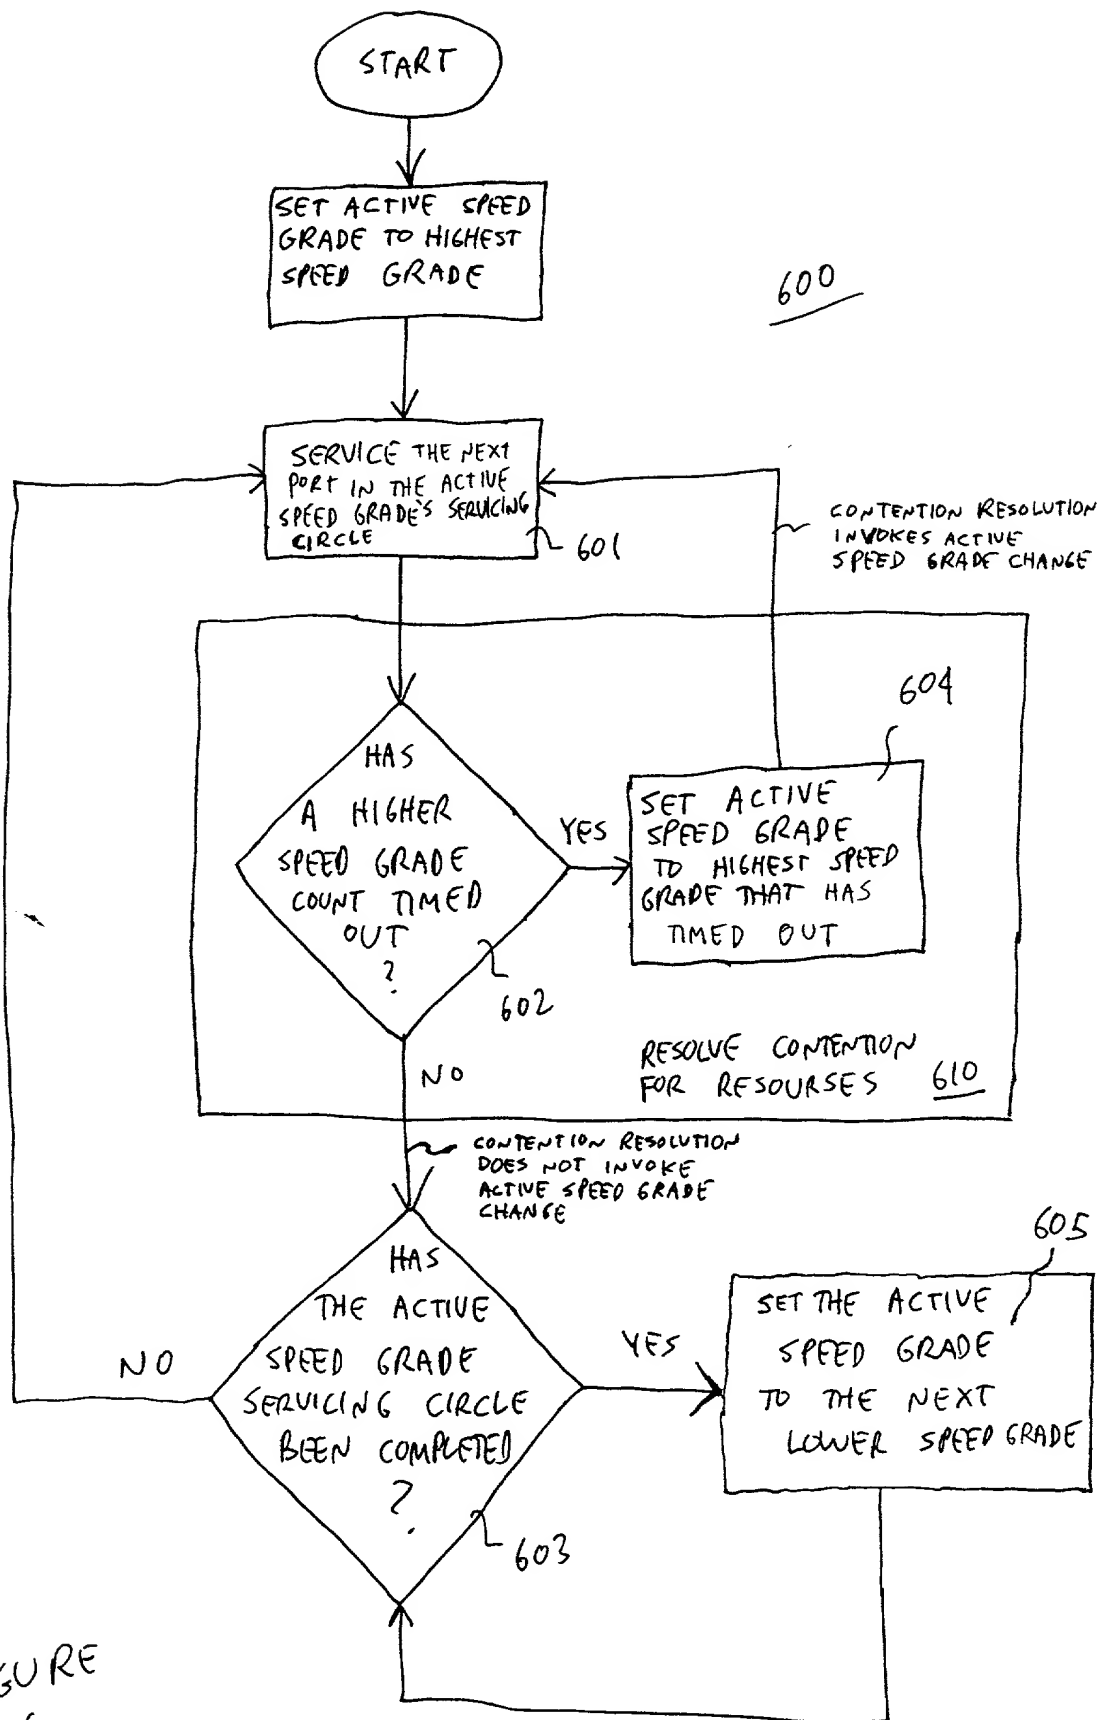 START
SET ACTIVE SPEED
GRADE TO HIGHEST
SPEED GRADE
600
SERVICE THE NEXT
PORT IN THE ACTIVE
SPEED GRADE'S SERVICING
CIRCLE
601
CONTENTION RESOLUTION
INVOKES ACTIVE
SPEED GRADE CHANGE
HAS
A HIGHER
SPEED GRADE
COUNT TIMED
OUT
?
602
YES
604
SET ACTIVE
SPEED GRADE
TO HIGHEST SPEED
GRADE THAT HAS
TIMED OUT
RESOLVE CONTENTION
FOR RESOURSES 610
NO
CONTENTION RESOLUTION
DOES NOT INVOKE
ACTIVE SPEED GRADE
CHANGE
HAS
THE ACTIVE
SPEED GRADE
SERVICING CIRCLE
BEEN COMPLETED
?
603
NO
YES
605
SET THE ACTIVE
SPEED GRADE
TO THE NEXT
LOWER SPEED GRADE
GURE